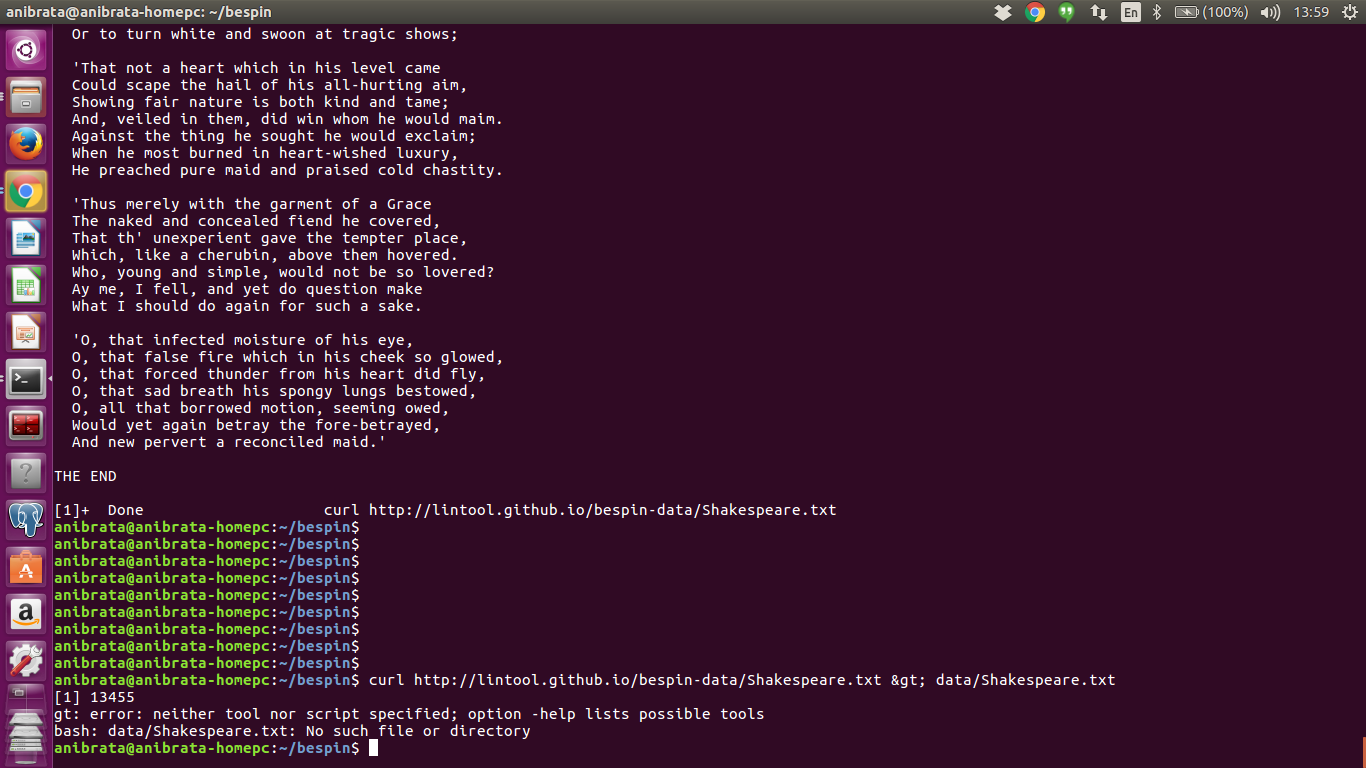 anibrata@anibrata-homepc: ~/bespin
En
(100%)
13:59
Or to turn white and swoon at tragic shows;
'That not a heart which in his level came
Could scape the hail of his all-hurting aim,
Showing fair nature is both kind and tame;
And, veiled in them, did win whom he would maim.
Against the thing he sought he would exclaim;
When he most burned in heart-wished luxury,
He preached pure maid and praised cold chastity.
'Thus merely with the garment of a Grace
The naked and concealed fiend he covered,
That th' unexperient gave the tempter place,
Which, like a cherubin, above them hovered.
Who, young and simple, would not be so lovered?
Ay me, I fell, and yet do question make
What I should do again for such a sake.
'O, that infected moisture of his eye,
O, that false fire which in his cheek so glowed,
O, that forced thunder from his heart did fly,
O, that sad breath his spongy lungs bestowed,
O, all that borrowed motion, seeming owed,
Would yet again betray the fore-betrayed,
And new pervert a reconciled maid.'
THE END
[1]+  Done                    curl http://lintool.github.io/bespin-data/Shakespeare.txt
anibrata@anibrata-homepc:~/bespin$
anibrata@anibrata-homepc:~/bespin$
anibrata@anibrata-homepc:~/bespin$
anibrata@anibrata-homepc:~/bespin$
anibrata@anibrata-homepc:~/bespin$
anibrata@anibrata-homepc:~/bespin$
anibrata@anibrata-homepc:~/bespin$
anibrata@anibrata-homepc:~/bespin$
anibrata@anibrata-homepc:~/bespin$
anibrata@anibrata-homepc:~/bespin$ curl http://lintool.github.io/bespin-data/Shakespeare.txt &gt; data/Shakespeare.txt
[1] 13455
gt: error: neither tool nor script specified; option -help lists possible tools
bash: data/Shakespeare.txt: No such file or directory
anibrata@anibrata-homepc:~/bespin$